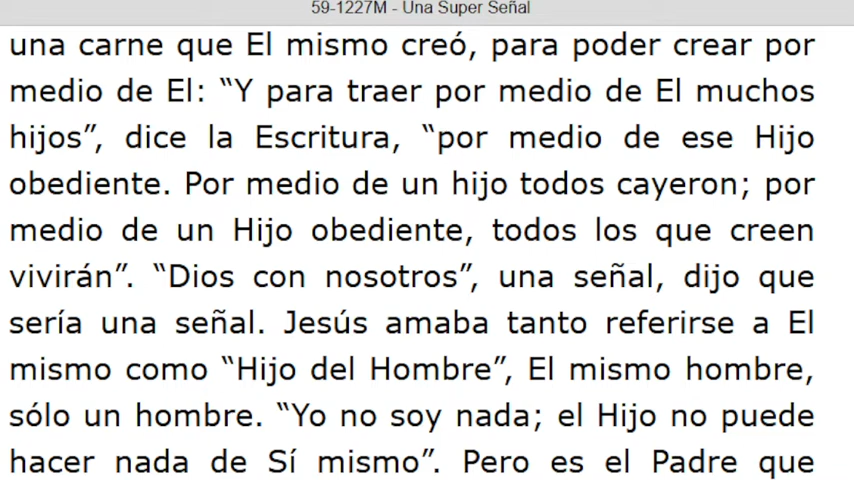 59-1227M - Una Super Señal
una carne que El mismo creó, para poder crear por
medio de El: “Y para traer por medio de El muchos
hijos”, dice la Escritura, “por medio de ese Hijo
obediente. Por medio de un hijo todos cayeron; por
medio de un Hijo obediente, todos los que creen
vivirán”. “Dios con nosotros”, una señal, dijo que
sería una señal. Jesús amaba tanto referirse a El
mismo como “Hijo del Hombre”, El mismo hombre,
sólo un hombre. “Yo no soy nada; el Hijo no puede
hacer nada de Sí mismo”. Pero es el Padre que